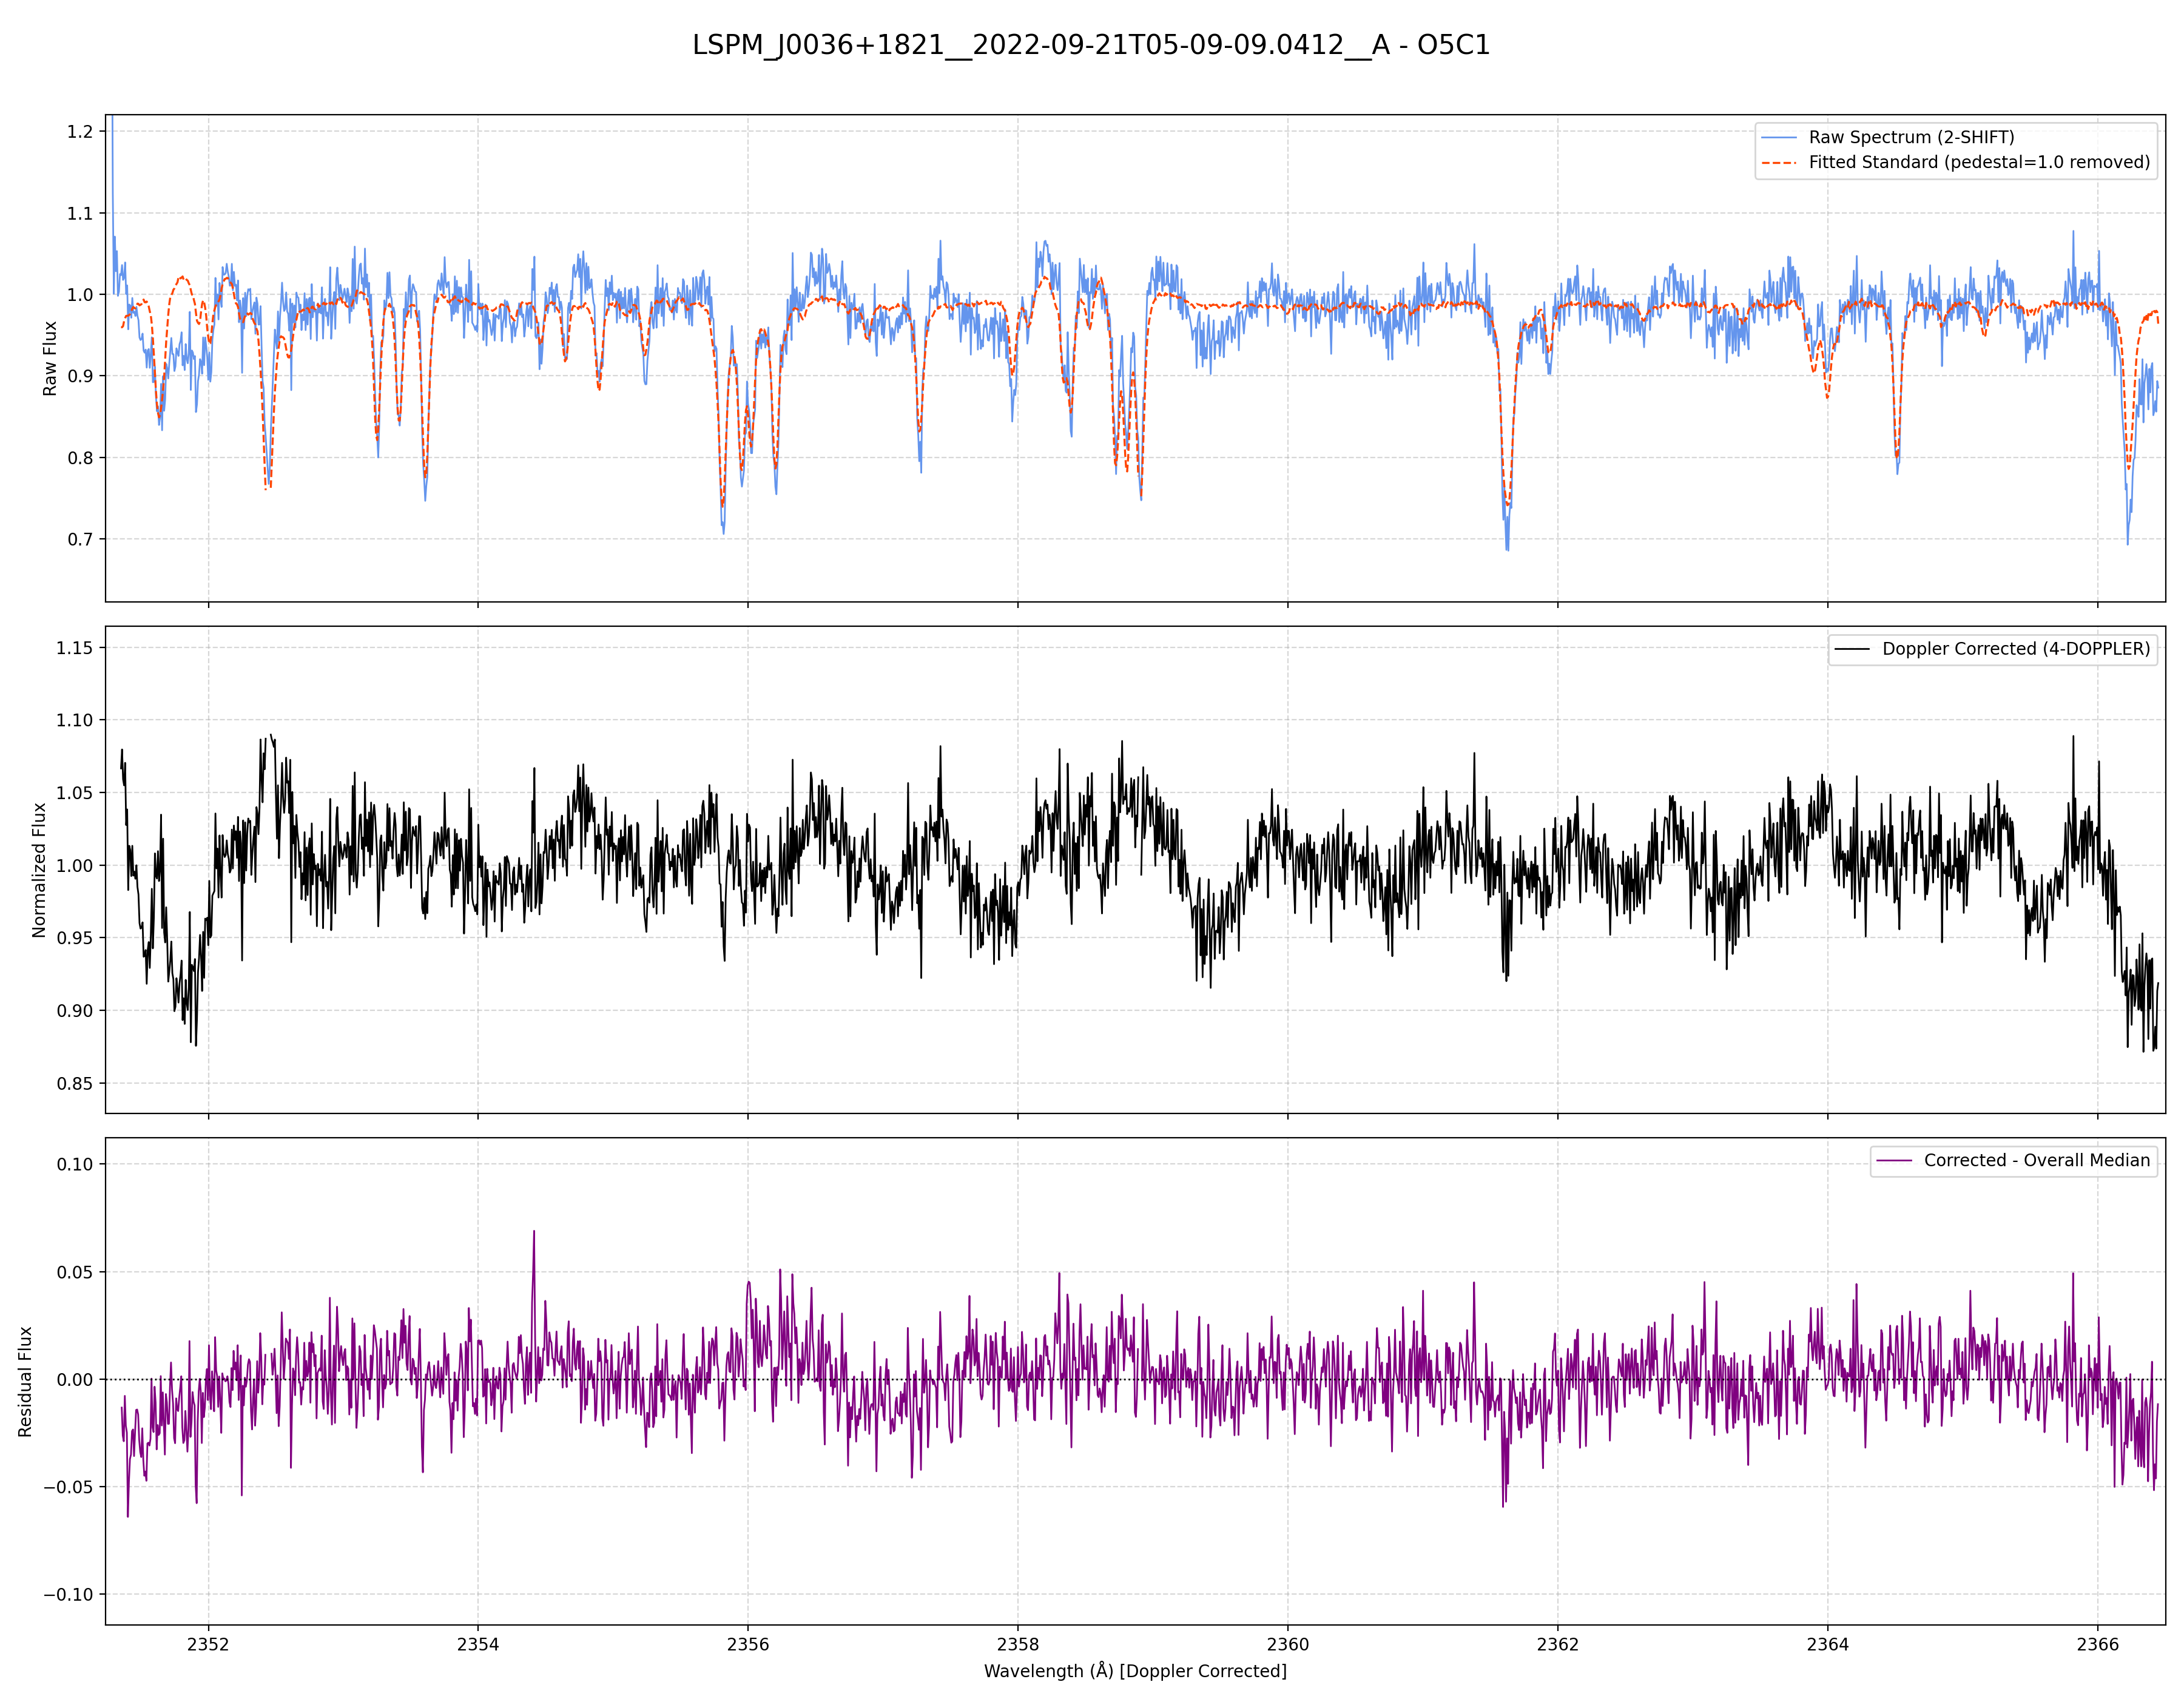 LSPM_J0036+1821__2022-09-21T05-09-09.0412__A - O5C1
1.2
1.1
1.0
0.9
0.8
0.7
Raw Flux
Raw Spectrum (2-SHIFT)
Fitted Standard (pedestal=1.0 removed)
1.15
1.10
1.05
1.00
0.95
0.90
0.85
Normalized Flux
Doppler Corrected (4-DOPPLER)
0.10
0.05
0.00
−0.05
−0.10
Residual Flux
Corrected - Overall Median
2352 2354 2356 2358 2360 2362 2364 2366
Wavelength (Å) [Doppler Corrected]